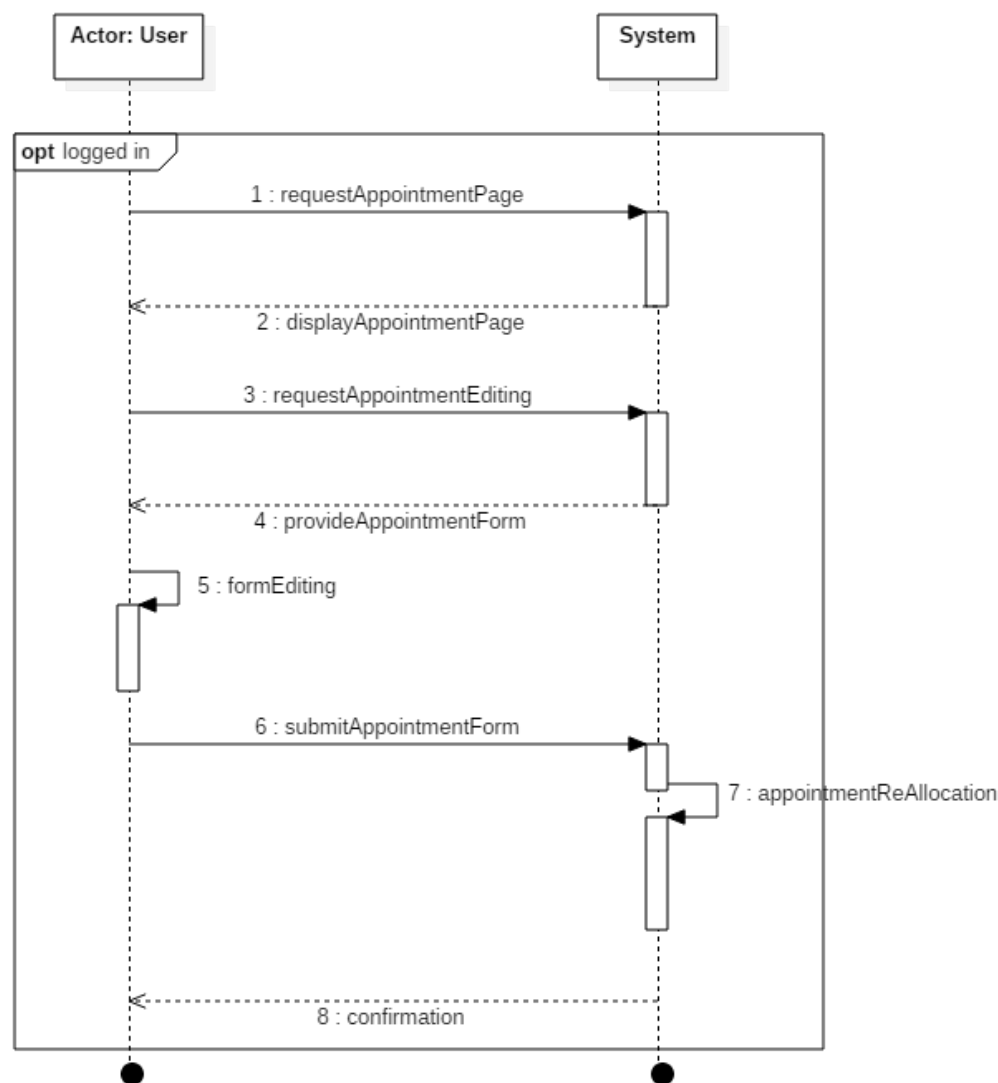 Actor: User
System
opt logged in
1 : requestAppointmentPage
2 : displayAppointmentPage
3 : requestAppointmentEditing
4 : provideAppointmentForm
5 : formEditing
6 : submitAppointmentForm
7 : appointmentReAllocation
8 : confirmation